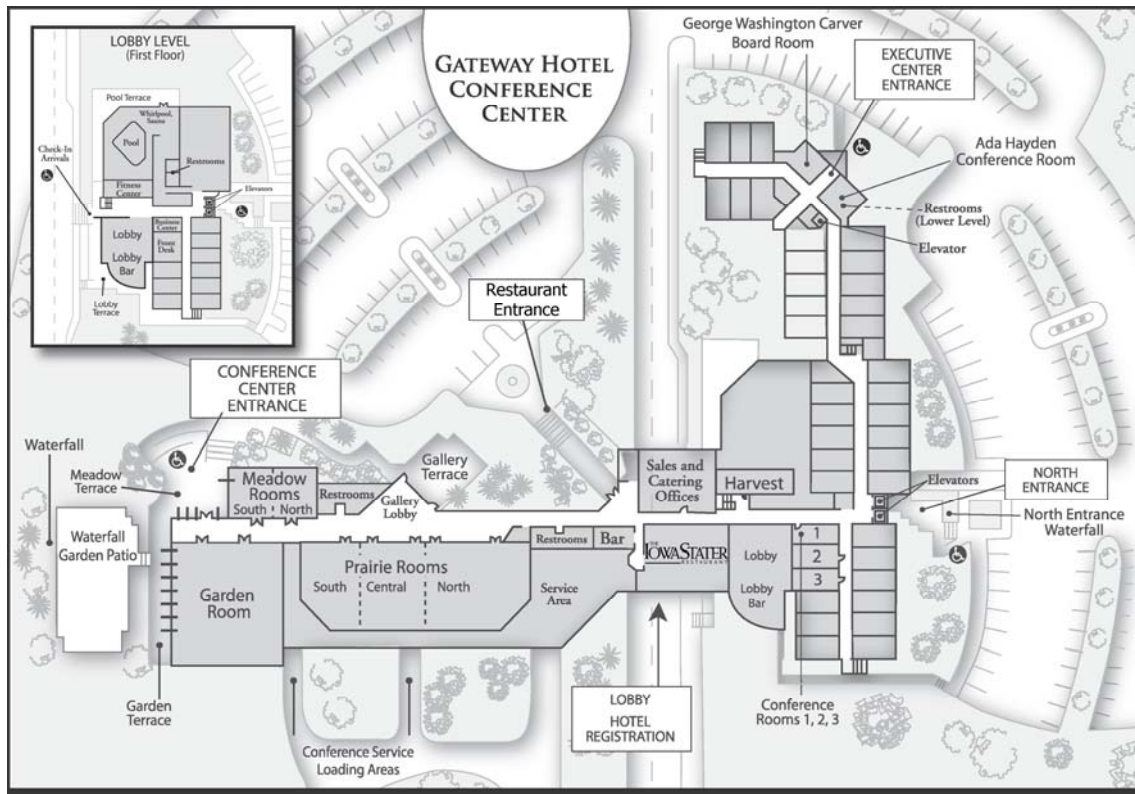 LOBBY LEVEL
(First Floor)
Pool Terrace
Whirlpool,
Sauna
Pool
Check-In
Arrivals
Restrooms
Fitness
Center
Elevators
Business
Center
Lobby
Front
Desk
Lobby
Bar
Lobby
Terrace
GATEWAY HOTEL
CONFERENCE
CENTER
George Washington Carver
Board Room
EXECUTIVE
CENTER
ENTRANCE
Ada Hayden
Conference Room
Restrooms
(Lower Level)
Elevator
Restaurant
Entrance
CONFERENCE
CENTER
ENTRANCE
Waterfall
Meadow
Terrace
Meadow
Rooms
South
North
Restrooms
Gallery
Lobby
Gallery
Terrace
Sales and
Catering
Offices
Harvest
Elevators
NORTH
ENTRANCE
North Entrance
Waterfall
Waterfall
Garden Patio
Garden
Room
Prairie Rooms
South
Central
North
Restrooms
Bar
Service
Area
THE
IOWA STATER
RESTAURANT
Lobby
Lobby
Bar
1
2
3
Garden
Terrace
Conference Service
Loading Areas
LOBBY
HOTEL
REGISTRATION
Conference
Rooms 1, 2, 3